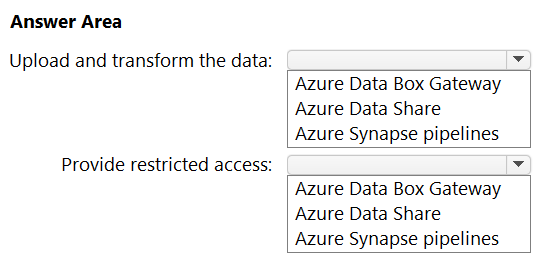 Answer Area
Upload and transform the data:
Azure Data Box Gateway
Azure Data Share
Azure Synapse pipelines
Provide restricted access:
Azure Data Box Gateway
Azure Data Share
Azure Synapse pipelines